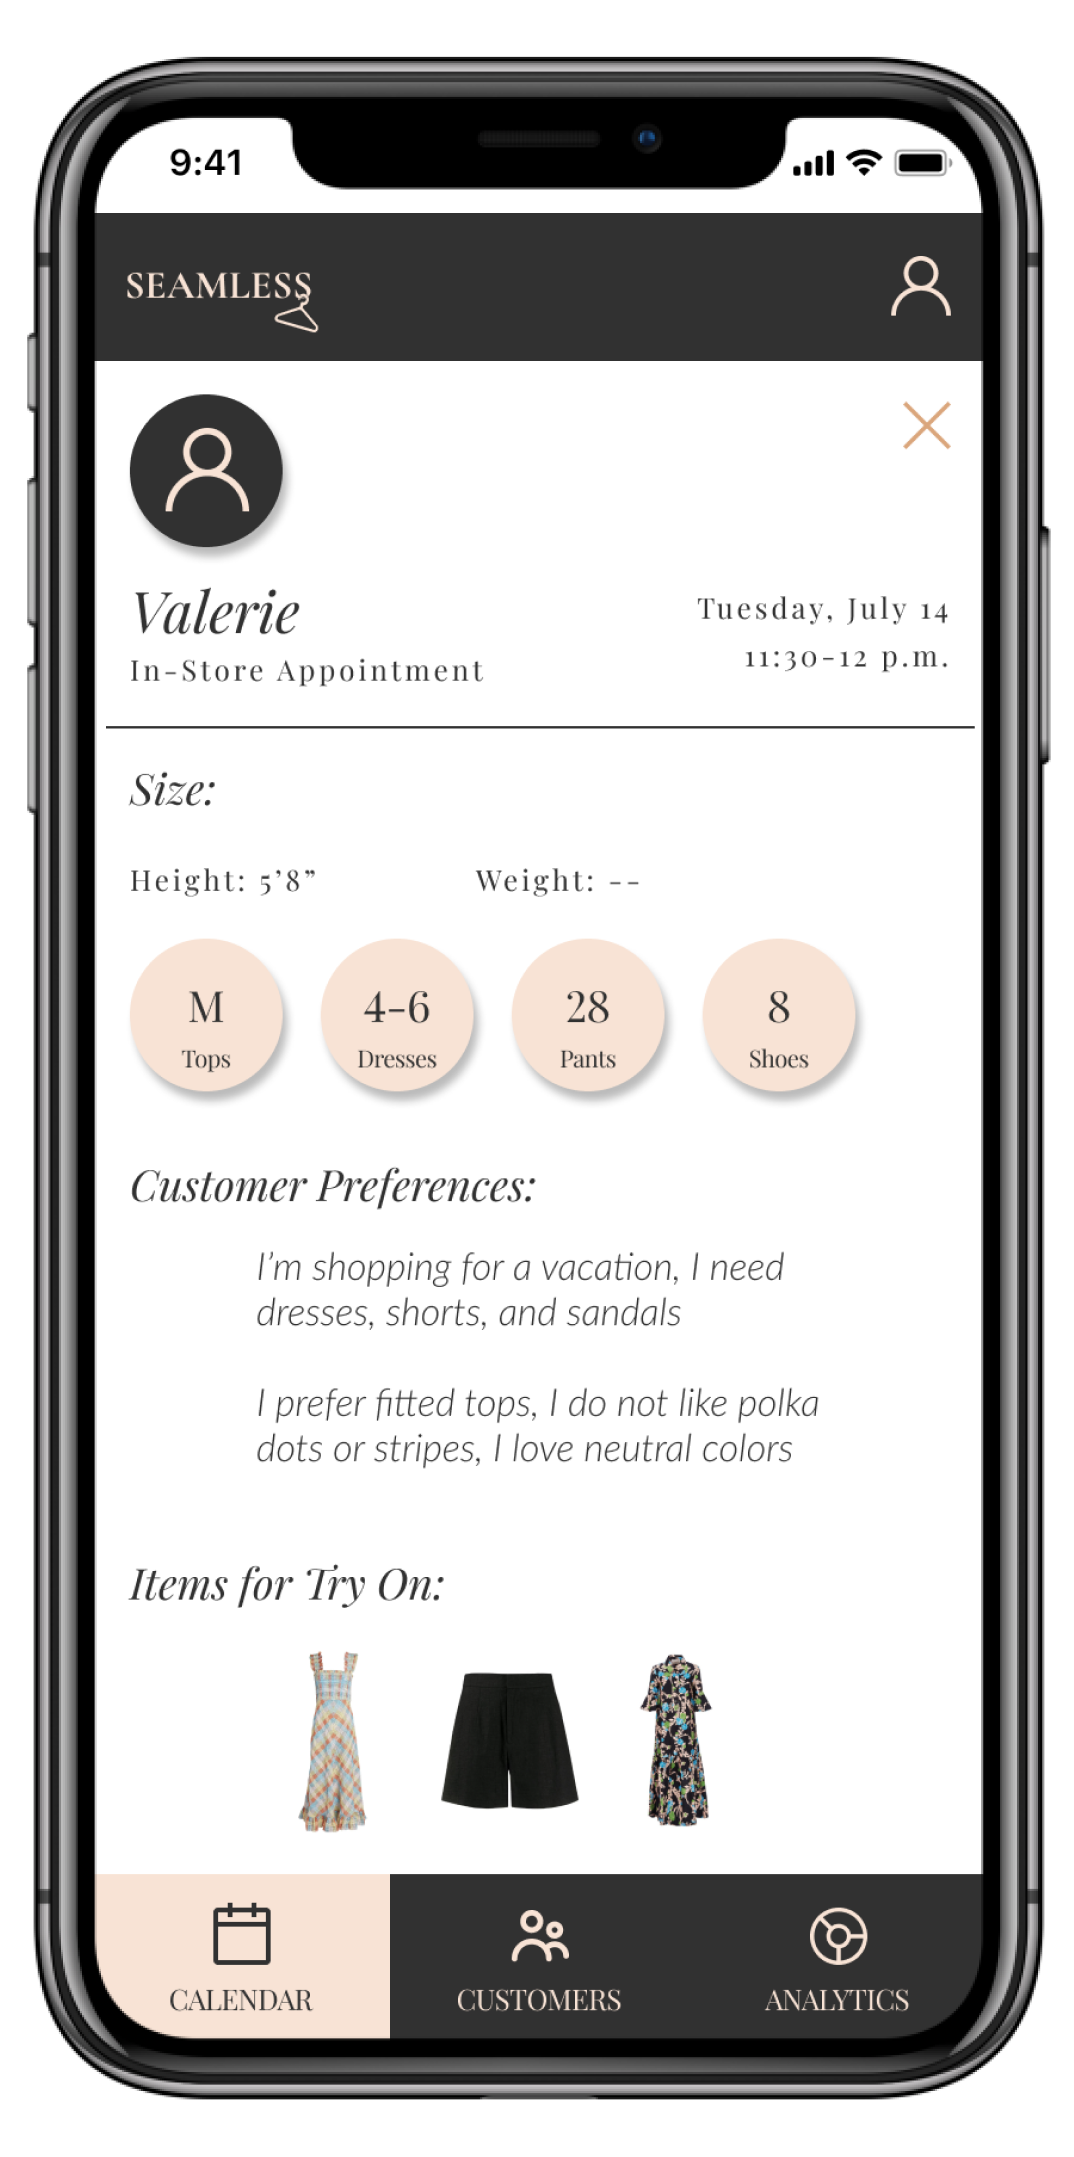 9:41
SEAMLESS
Valerie
In-Store Appointment
Tuesday, July 14
11:30-12 p.m.
Size:
Height: 5’8”
Weight: --
M
Tops
4-6
Dresses
28
Pants
8
Shoes
Customer Preferences:
I’m shopping for a vacation, I need
dresses, shorts, and sandals
I prefer fitted tops, I do not like polka
dots or stripes, I love neutral colors
Items for Try On:
CALENDAR
CUSTOMERS
ANALYTICS